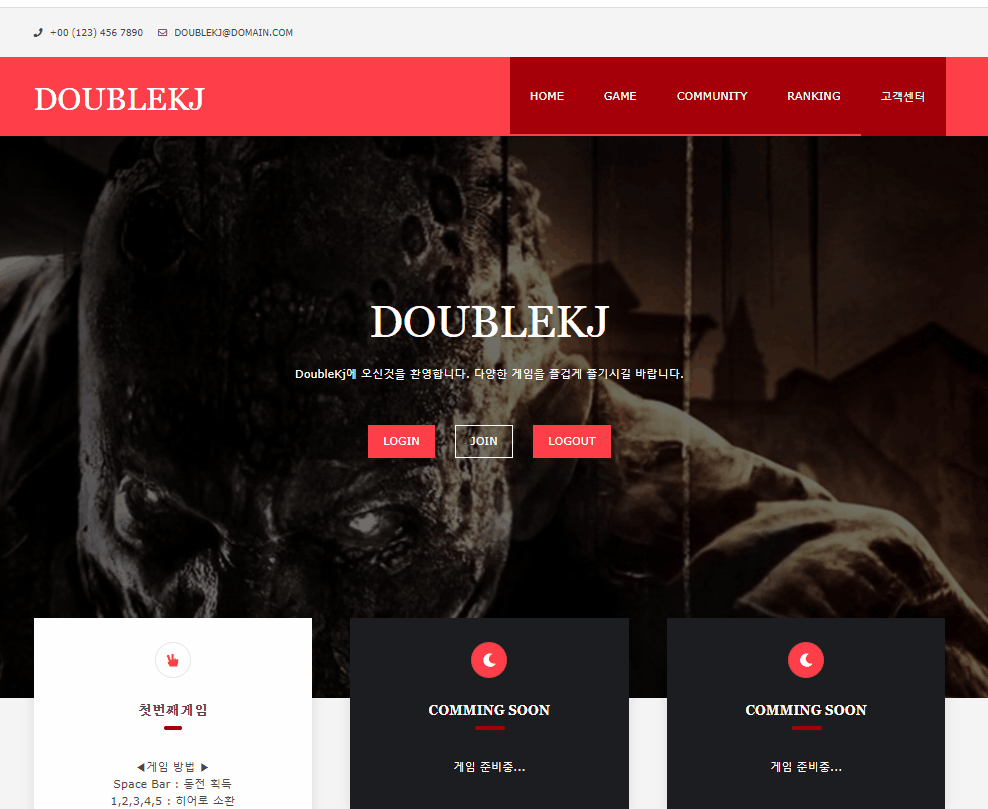 +00 (123) 456 7890 DOUBLEKJ@DOMAIN.COM
DOUBLEKJ HOME GAME COMMUNITY RANKING 고객센터
DOUBLEKJ
DoubleKj에 오신것을 환영합니다. 다양한 게임을 즐겁게 즐기시길 바랍니다.
LOGIN JOIN LOGOUT
첫번째게임
◀게임 방법 ▶
Space Bar : 동전 획득
1,2,3,4,5 : 히어로 소환
COMMING SOON
게임 준비중...
COMMING SOON
게임 준비중...